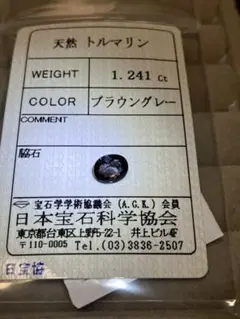 天然 トルマリン
WEIGHT 1.241 Ct
COLOR ブラウングレー
COMMENT
脇石
宝石学学術協議会 (A.G.K.) 会員
日本宝石科学協会
東京都台東区上野5-22-1 井上ビル4F
〒110-0005 Tel.(03)3836-2507
日宝協